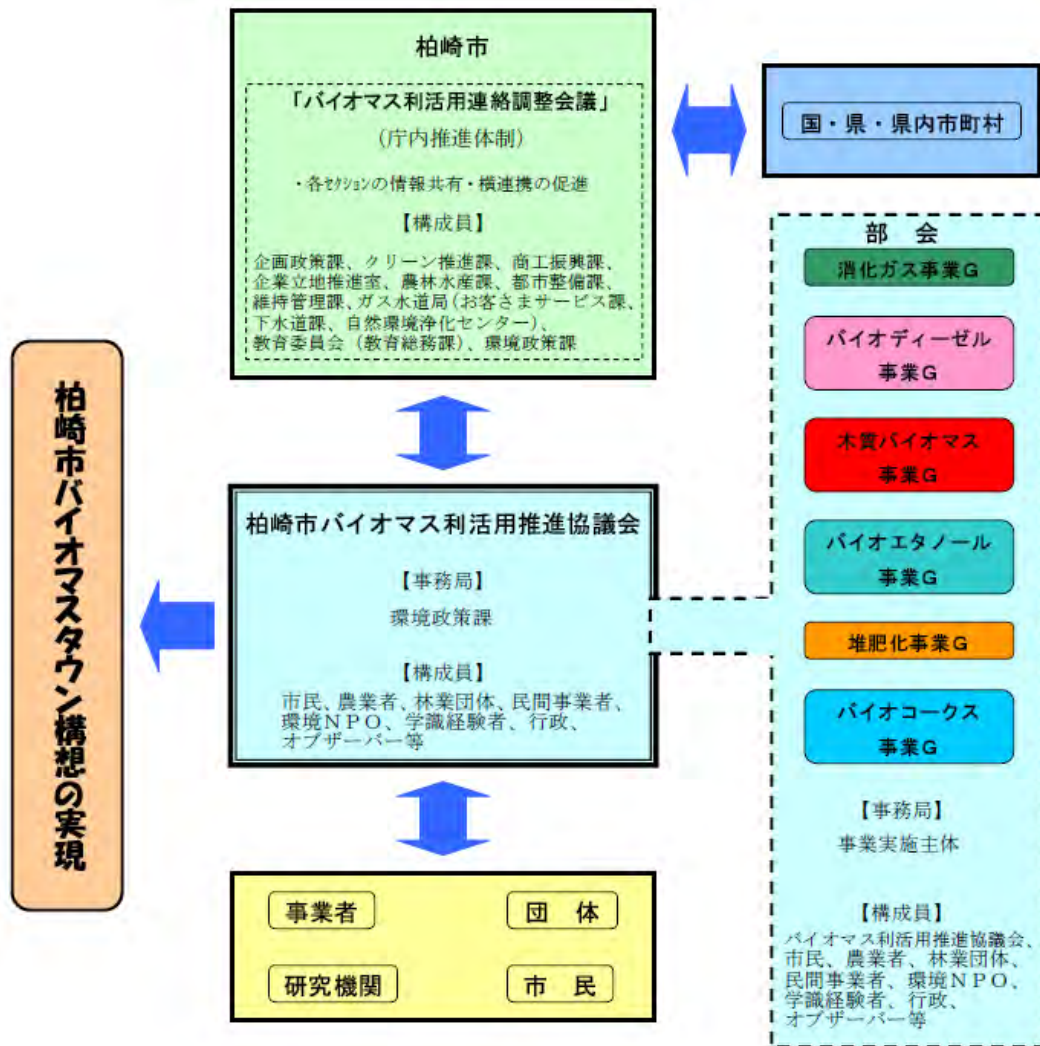 柏崎市
「バイオマス利活用連絡調整会議」
(庁内推進体制)
・各ｾｸｼｮﾝの情報共有・横連携の促進
【構成員】
企画政策課、クリーン推進課、商工振興課、
企業立地推進室、農林水産課、都市整備課、
維持管理課、ガス水道局(お客さまサービス課、
下水道課、自然環境浄化センター)、
教育委員会(教育総務課)、環境政策課
国・県・県内市町村
柏崎市バイオマスタウン構想の実現
柏崎市バイオマス利活用推進協議会
【事務局】
環境政策課
【構成員】
市民、農業者、林業団体、民間事業者、
環境ＮＰＯ、学識経験者、行政、
オブザーバー等
事業者
団　体
研究機関
市　民
部　会
消化ガス事業Ｇ
バイオディーゼル
事業Ｇ
木質バイオマス
事業Ｇ
バイオエタノール
事業Ｇ
堆肥化事業Ｇ
バイオコークス
事業Ｇ
【事務局】
事業実施主体
【構成員】
バイオマス利活用推進協議会、
市民、農業者、林業団体、
民間事業者、環境ＮＰＯ、
学識経験者、行政、
オブザーバー等